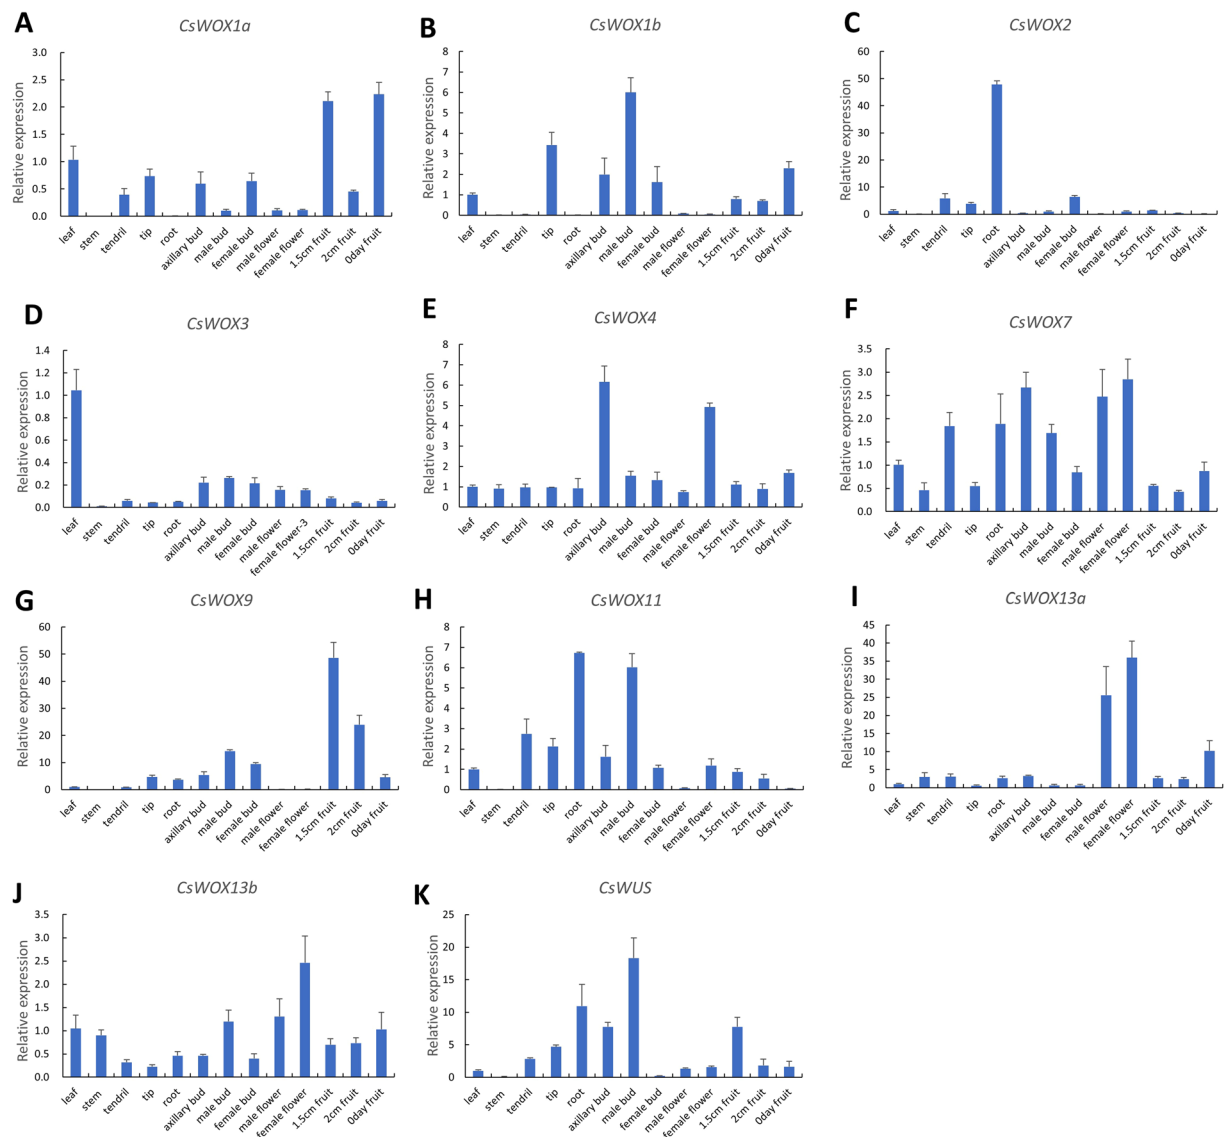 A
CsWOX1a
Relative expression
3.0
2.5
2.0
1.5
1.0
0.5
0.0
leaf
stem
tendril
tip
root
axillary bud
male bud
female bud
male flower
female flower
1.5cm fruit
2cm fruit
0day fruit
B
CsWOX1b
Relative expression
8
7
6
5
4
3
2
1
0
leaf
stem
tendril
tip
root
axillary bud
male bud
female bud
male flower
female flower
1.5cm fruit
2cm fruit
0day fruit
C
CsWOX2
Relative expression
60
50
40
30
20
10
0
leaf
stem
tendril
tip
root
axillary bud
male bud
female bud
male flower
female flower
1.5cm fruit
2cm fruit
0day fruit
D
CsWOX3
Relative expression
1.4
1.2
1.0
0.8
0.6
0.4
0.2
0.0
leaf
stem
tendril
tip
root
axillary bud
male bud
female bud
male flower
female flower-3
1.5cm fruit
2cm fruit
0day fruit
E
CsWOX4
Relative expression
8
7
6
5
4
3
2
1
0
leaf
stem
tendril
tip
root
axillary bud
male bud
female bud
male flower
female flower
1.5cm fruit
2cm fruit
0day fruit
F
CsWOX7
Relative expression
3.5
3.0
2.5
2.0
1.5
1.0
0.5
0.0
leaf
stem
tendril
tip
root
axillary bud
male bud
female bud
male flower
female flower
1.5cm fruit
2cm fruit
0day fruit
G
CsWOX9
Relative expression
60
50
40
30
20
10
0
leaf
stem
tendril
tip
root
axillary bud
male bud
female bud
male flower
female flower
1.5cm fruit
2cm fruit
0day fruit
H
CsWOX11
Relative expression
8
7
6
5
4
3
2
1
0
leaf
stem
tendril
tip
root
axillary bud
male bud
female bud
male flower
female flower
1.5cm fruit
2cm fruit
0day fruit
I
CsWOX13a
Relative expression
45
40
35
30
25
20
15
10
5
0
leaf
stem
tendril
tip
root
axillary bud
male bud
female bud
male flower
female flower
1.5cm fruit
2cm fruit
0day fruit
J
CsWOX13b
Relative expression
3.5
3.0
2.5
2.0
1.5
1.0
0.5
0.0
leaf
stem
tendril
tip
root
axillary bud
male bud
female bud
male flower
female flower
1.5cm fruit
2cm fruit
0day fruit
K
CsWUS
Relative expression
25
20
15
10
5
0
leaf
stem
tendril
tip
root
axillary bud
male bud
female bud
male flower
female flower
1.5cm fruit
2cm fruit
0day fruit